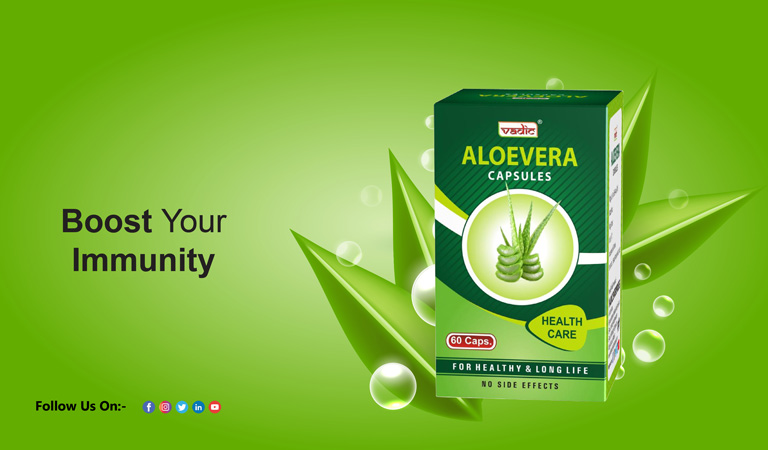 Boost Your
Immunity
Follow Us On:-
vadic®
ALOEVERA
CAPSULES
HEALTH
CARE
60 Caps.
FOR HEALTHY & LONG LIFE
NO SIDE EFFECTS